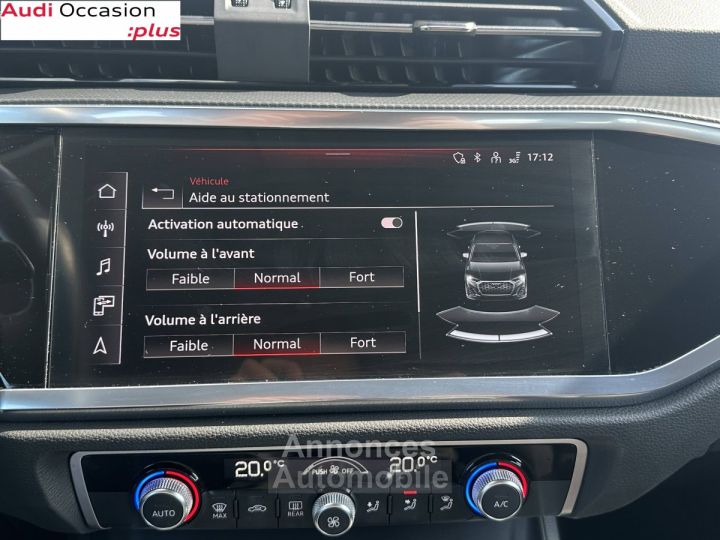 Audi Occasion
:plus
17:12
Véhicule
Aide au stationnement
Activation automatique
Volume à l'avant
Faible Normal Fort
Volume à l'arrière
Faible Normal Fort
Annonces
Automobile
20.0°C PUSH OFF 20.0°C
AUTO MAX REAR A/C